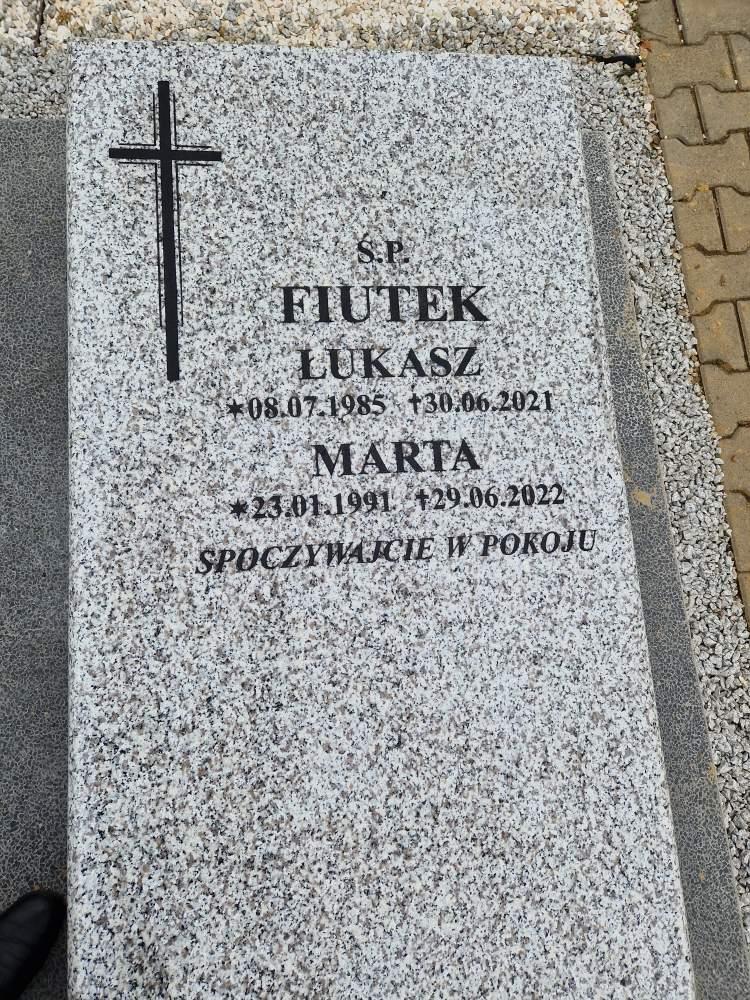 Ś.P.
FIUTEK
ŁUKASZ
✶08.07.1985 †30.06.2021
MARTA
✶23.01.1991 †29.06.2022
SPOCZYWAJCIE W POKOJU